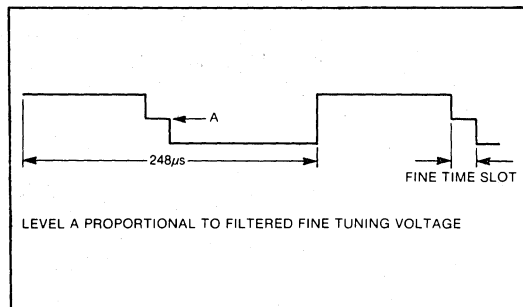 A
248µs
FINE TIME SLOT
LEVEL A PROPORTIONAL TO FILTERED FINE TUNING VOLTAGE